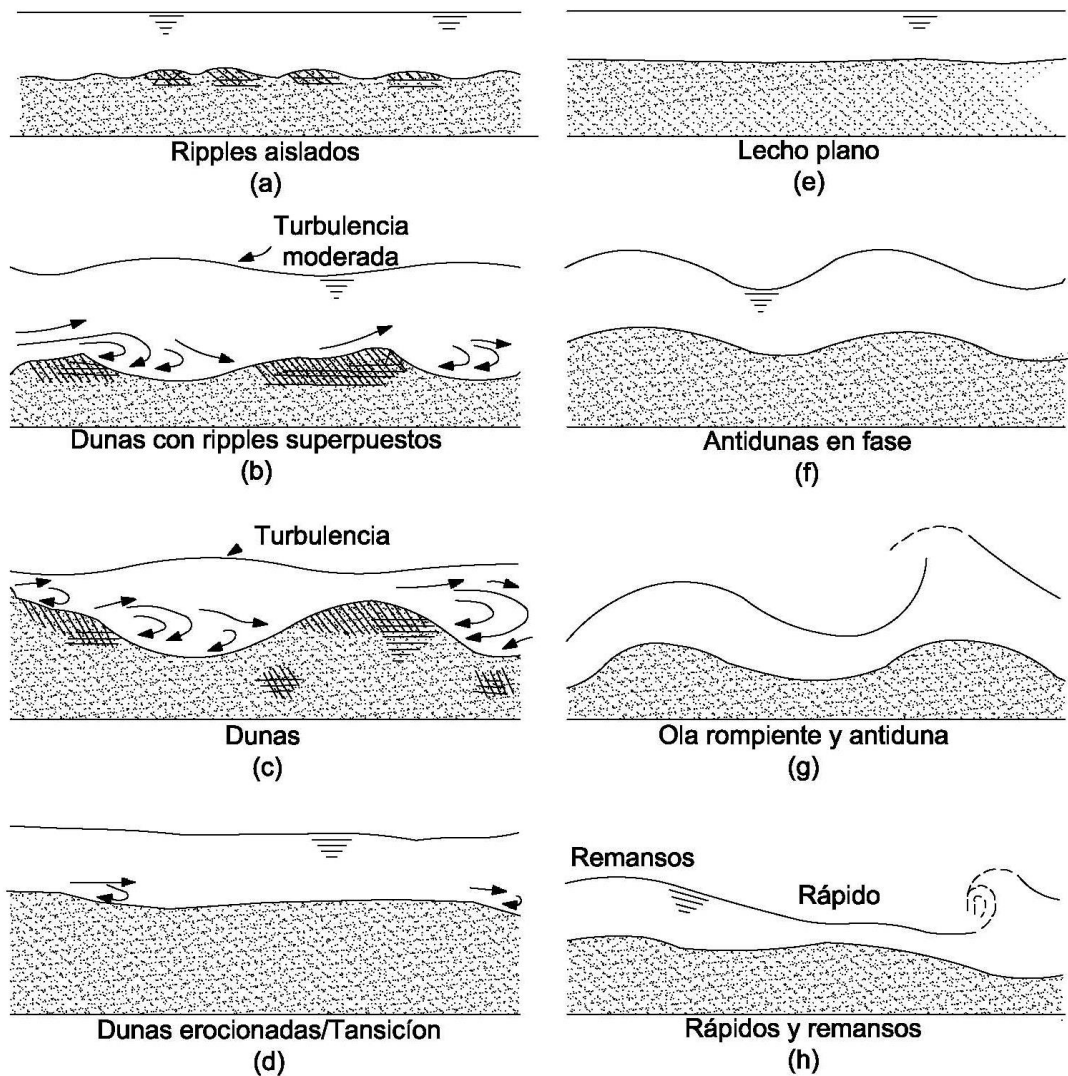 Ripples aislados
(a)
Turbulencia
moderada
Dunas con ripples superpuestos
(b)
Turbulencia
Dunas
(c)
Dunas erocionadas/Tansicíon
(d)
Lecho plano
(e)
Antidunas en fase
(f)
Ola rompiente y antiduna
(g)
Remansos
Rápido
Rápidos y remansos
(h)